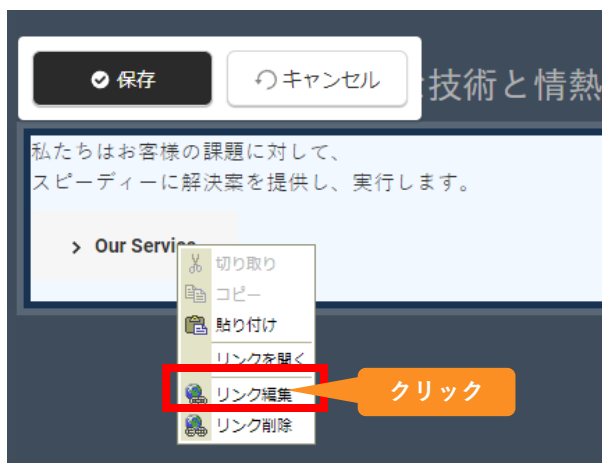 保存
キャンセル
技術と情熱
私たちはお客様の課題に対して、
スピーディーに解決案を提供し、実行します。
Our Service
切り取り
コピー
貼り付け
リンクを開く
リンク編集
クリック
リンク削除